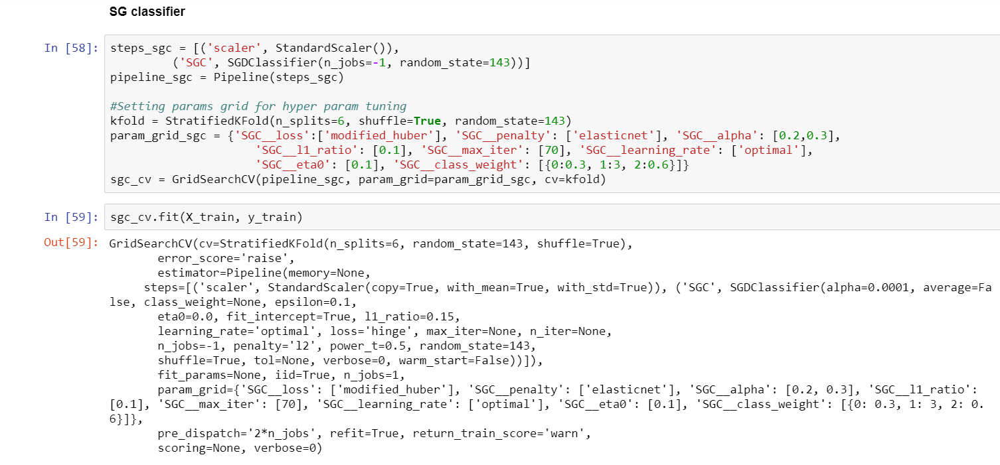 SG classifier
In [58]: steps_sgc = [('scaler', StandardScaler()),
('SGC', SGDClassifier(n_jobs=-1, random_state=143))]
pipeline_sgc = Pipeline(steps_sgc)
#Setting params grid for hyper param tuning
kfold = StratifiedKFold(n_splits=6, shuffle=True, random_state=143)
param_grid_sgc = {'SGC__loss':['modified_huber'], 'SGC__penalty': ['elasticnet'], 'SGC__alpha': [0.2,0.3],
'SGC__l1_ratio': [0.1], 'SGC__max_iter': [70], 'SGC__learning_rate': ['optimal'],
'SGC__eta0': [0.1], 'SGC__class_weight': [{0:0.3, 1:3, 2:0.6}]}
sgc_cv = GridSearchCV(pipeline_sgc, param_grid=param_grid_sgc, cv=kfold)
In [59]: sgc_cv.fit(X_train, y_train)
Out[59]: GridSearchCV(cv=StratifiedKFold(n_splits=6, random_state=143, shuffle=True),
error_score='raise',
estimator=Pipeline(memory=None,
steps=[('scaler', StandardScaler(copy=True, with_mean=True, with_std=True)), ('SGC', SGDClassifier(alpha=0.0001, average=Fa
lse, class_weight=None, epsilon=0.1,
eta0=0.0, fit_intercept=True, l1_ratio=0.15,
learning_rate='optimal', loss='hinge', max_iter=None, n_iter=None,
n_jobs=-1, penalty='l2', power_t=0.5, random_state=143,
shuffle=True, tol=None, verbose=0, warm_start=False))]),
fit_params=None, iid=True, n_jobs=1,
param_grid={'SGC__loss': ['modified_huber'], 'SGC__penalty': ['elasticnet'], 'SGC__alpha': [0.2, 0.3], 'SGC__l1_ratio':
[0.1], 'SGC__max_iter': [70], 'SGC__learning_rate': ['optimal'], 'SGC__eta0': [0.1], 'SGC__class_weight': [{0: 0.3, 1: 3, 2: 0.
6}]},
pre_dispatch='2*n_jobs', refit=True, return_train_score='warn',
scoring=None, verbose=0)